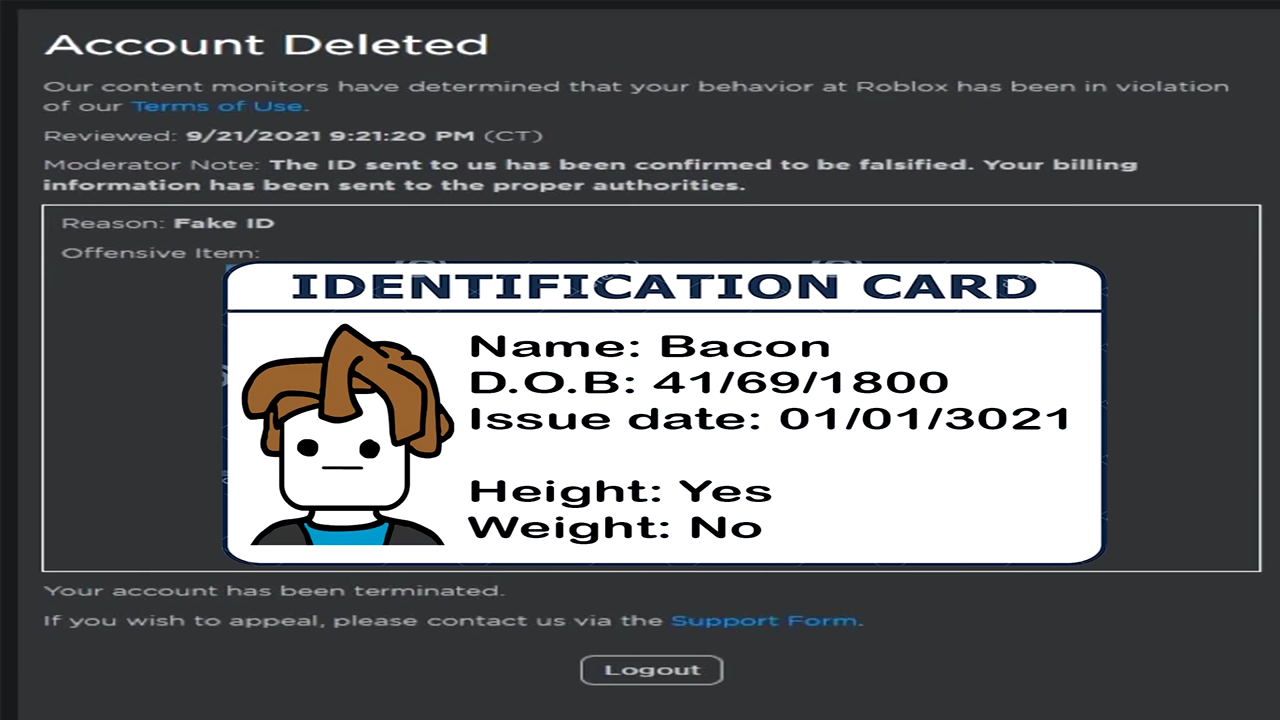 Account Deleted
Our content monitors have determined that your behavior at Roblox has been in violation
of our Terms of Use.
Reviewed: 9/21/2021 9:21:20 PM (CT)
Moderator Note: The ID sent to us has been confirmed to be falsified. Your billing
information has been sent to the proper authorities.
Reason: Fake ID
Offensive Item:
IDENTIFICATION CARD
Name: Bacon
D.O.B: 41/69/1800
Issue date: 01/01/3021
Height: Yes
Weight: No
Your account has been terminated.
If you wish to appeal, please contact us via the Support Form.
Logout